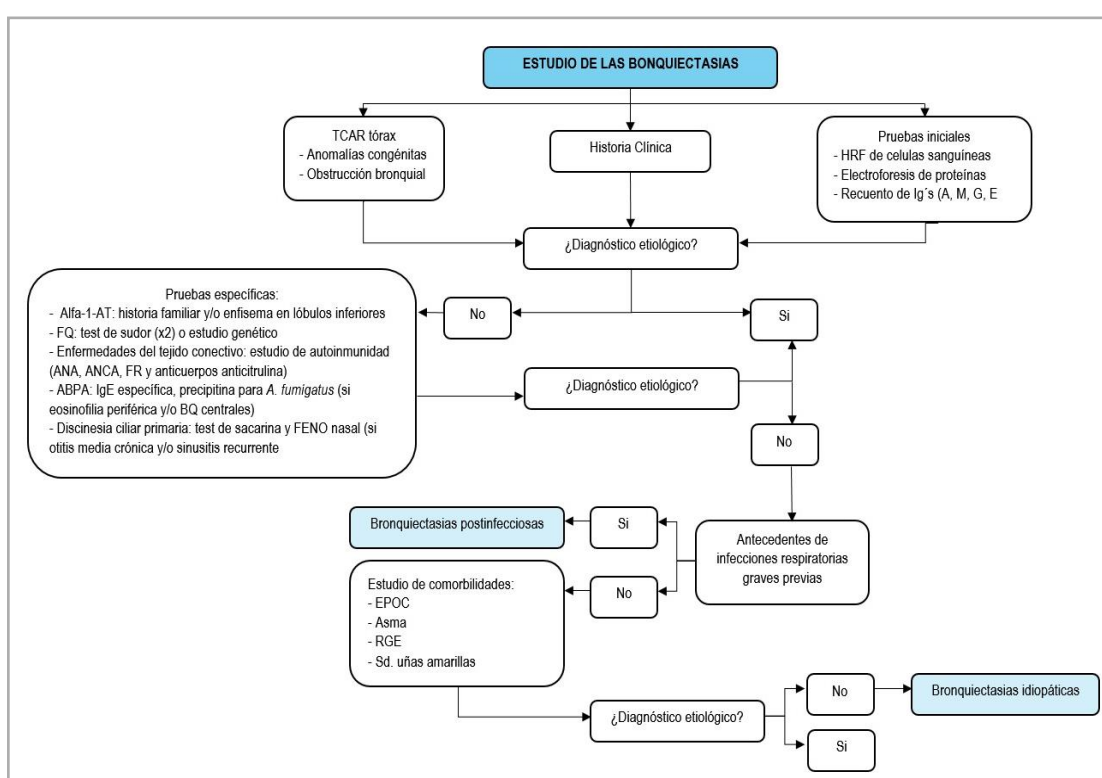 ESTUDIO DE LAS BONQUIECTASIAS
TCAR tórax
- Anomalías congénitas
- Obstrucción bronquial
Historia Clínica
Pruebas iniciales
- HRF de celulas sanguíneas
- Electroforesis de proteínas
- Recuento de Ig´s (A, M, G, E
¿Diagnóstico etiológico?
Pruebas específicas:
- Alfa-1-AT: historia familiar y/o enfisema en lóbulos inferiores
- FQ: test de sudor (x2) o estudio genético
- Enfermedades del tejido conectivo: estudio de autoinmunidad
(ANA, ANCA, FR y anticuerpos anticitrulina)
- ABPA: IgE específica, precipitina para A. fumigatus (si
eosinofilia periférica y/o BQ centrales)
- Discinesia ciliar primaria: test de sacarina y FENO nasal (si
otitis media crónica y/o sinusitis recurrente
No
Si
¿Diagnóstico etiológico?
No
Antecedentes de
infecciones respiratorias
graves previas
Si
Bronquiectasias postinfecciosas
No
Estudio de comorbilidades:
- EPOC
- Asma
- RGE
- Sd. uñas amarillas
¿Diagnóstico etiológico?
No
Bronquiectasias idiopáticas
Si